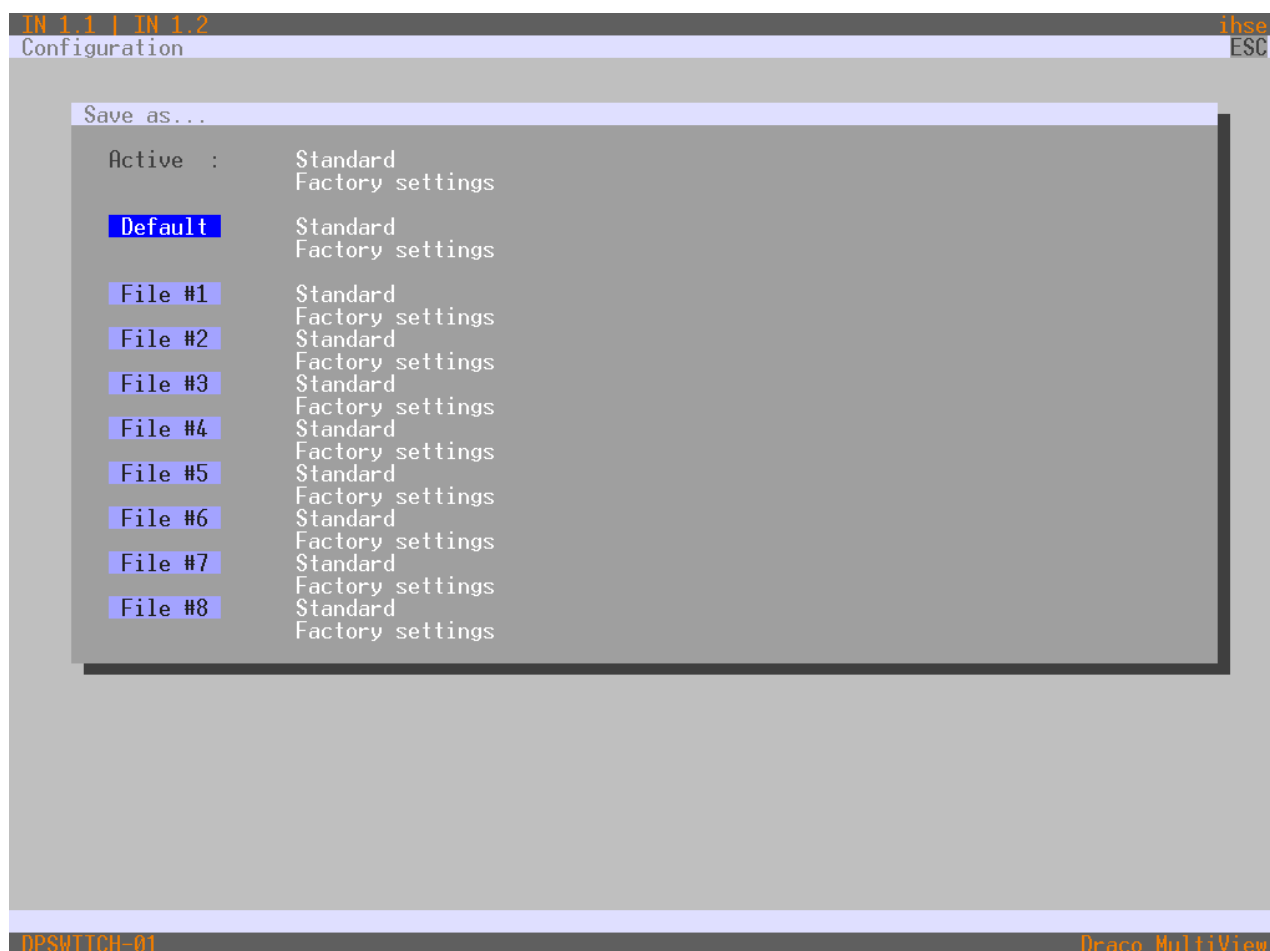 IN 1.1 | IN 1.2 ihse
Configuration ESC
Save as...
Active : Standard
Factory settings
Default Standard
Factory settings
File #1 Standard
Factory settings
File #2 Standard
Factory settings
File #3 Standard
Factory settings
File #4 Standard
Factory settings
File #5 Standard
Factory settings
File #6 Standard
Factory settings
File #7 Standard
Factory settings
File #8 Standard
Factory settings
DPSWITCH-01 Draco MultiView